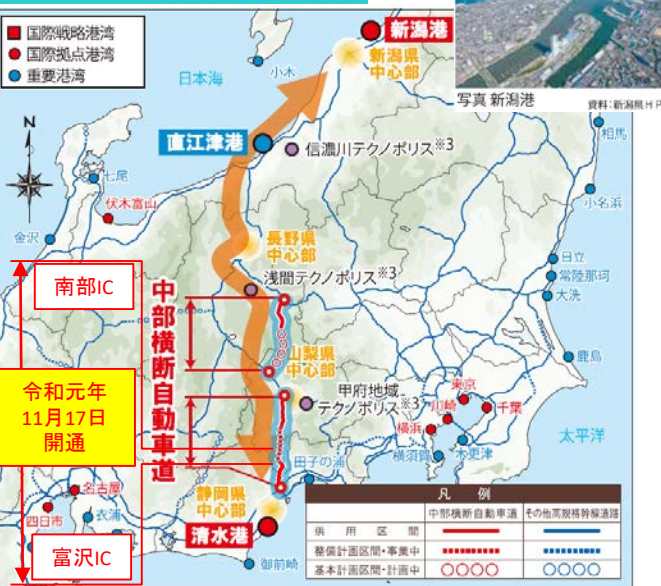 国際戦略港湾
国際拠点港湾
重要港湾
N
日本海
小木
新潟港
新潟県
中心部
写真 新潟港
資料:新潟県HP
直江津港
信濃川テクノポリス※3
相馬
七尾
伏木富山
小名浜
金沢
長野県
中心部
日立
常陸那珂
大洗
浅間テクノポリス※3
南部IC
中部横断自動車道
山梨県
中心部
鹿島
令和元年
11月17日
開通
甲府地域
テクノポリス※3
東京
川崎
千葉
横浜
横須賀
木更津
太平洋
田子の浦
名古屋
四日市
衣浦
静岡県
中心部
清水港
富沢IC
御前崎
凡例
中部横断自動車道 その他高規格幹線道路
供用区間
整備計画区間・事業中
基本計画区間・計画中